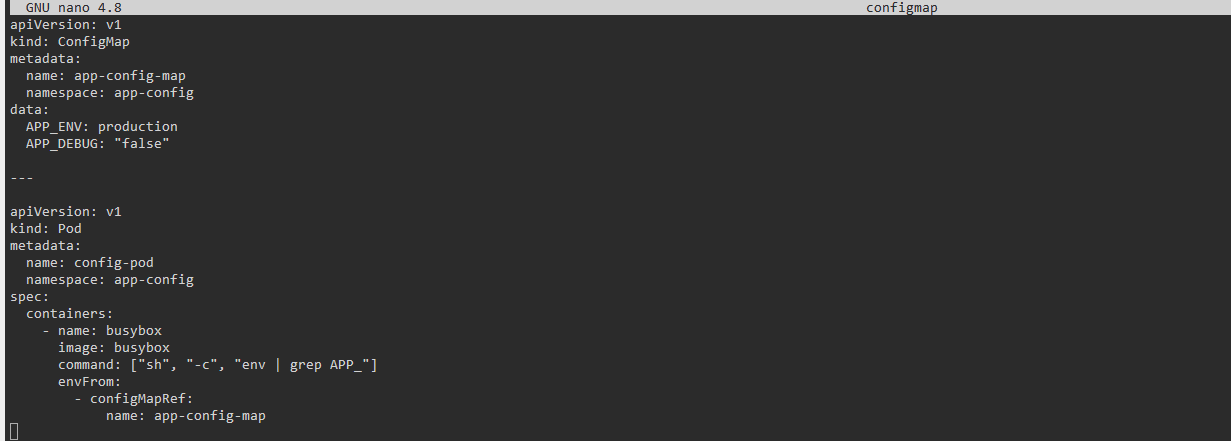 GNU nano 4.8 configmap
apiVersion: v1
kind: ConfigMap
metadata:
  name: app-config-map
  namespace: app-config
data:
  APP_ENV: production
  APP_DEBUG: "false"
---
apiVersion: v1
kind: Pod
metadata:
  name: config-pod
  namespace: app-config
spec:
  containers:
    - name: busybox
      image: busybox
      command: ["sh", "-c", "env | grep APP_"]
      envFrom:
        - configMapRef:
            name: app-config-map